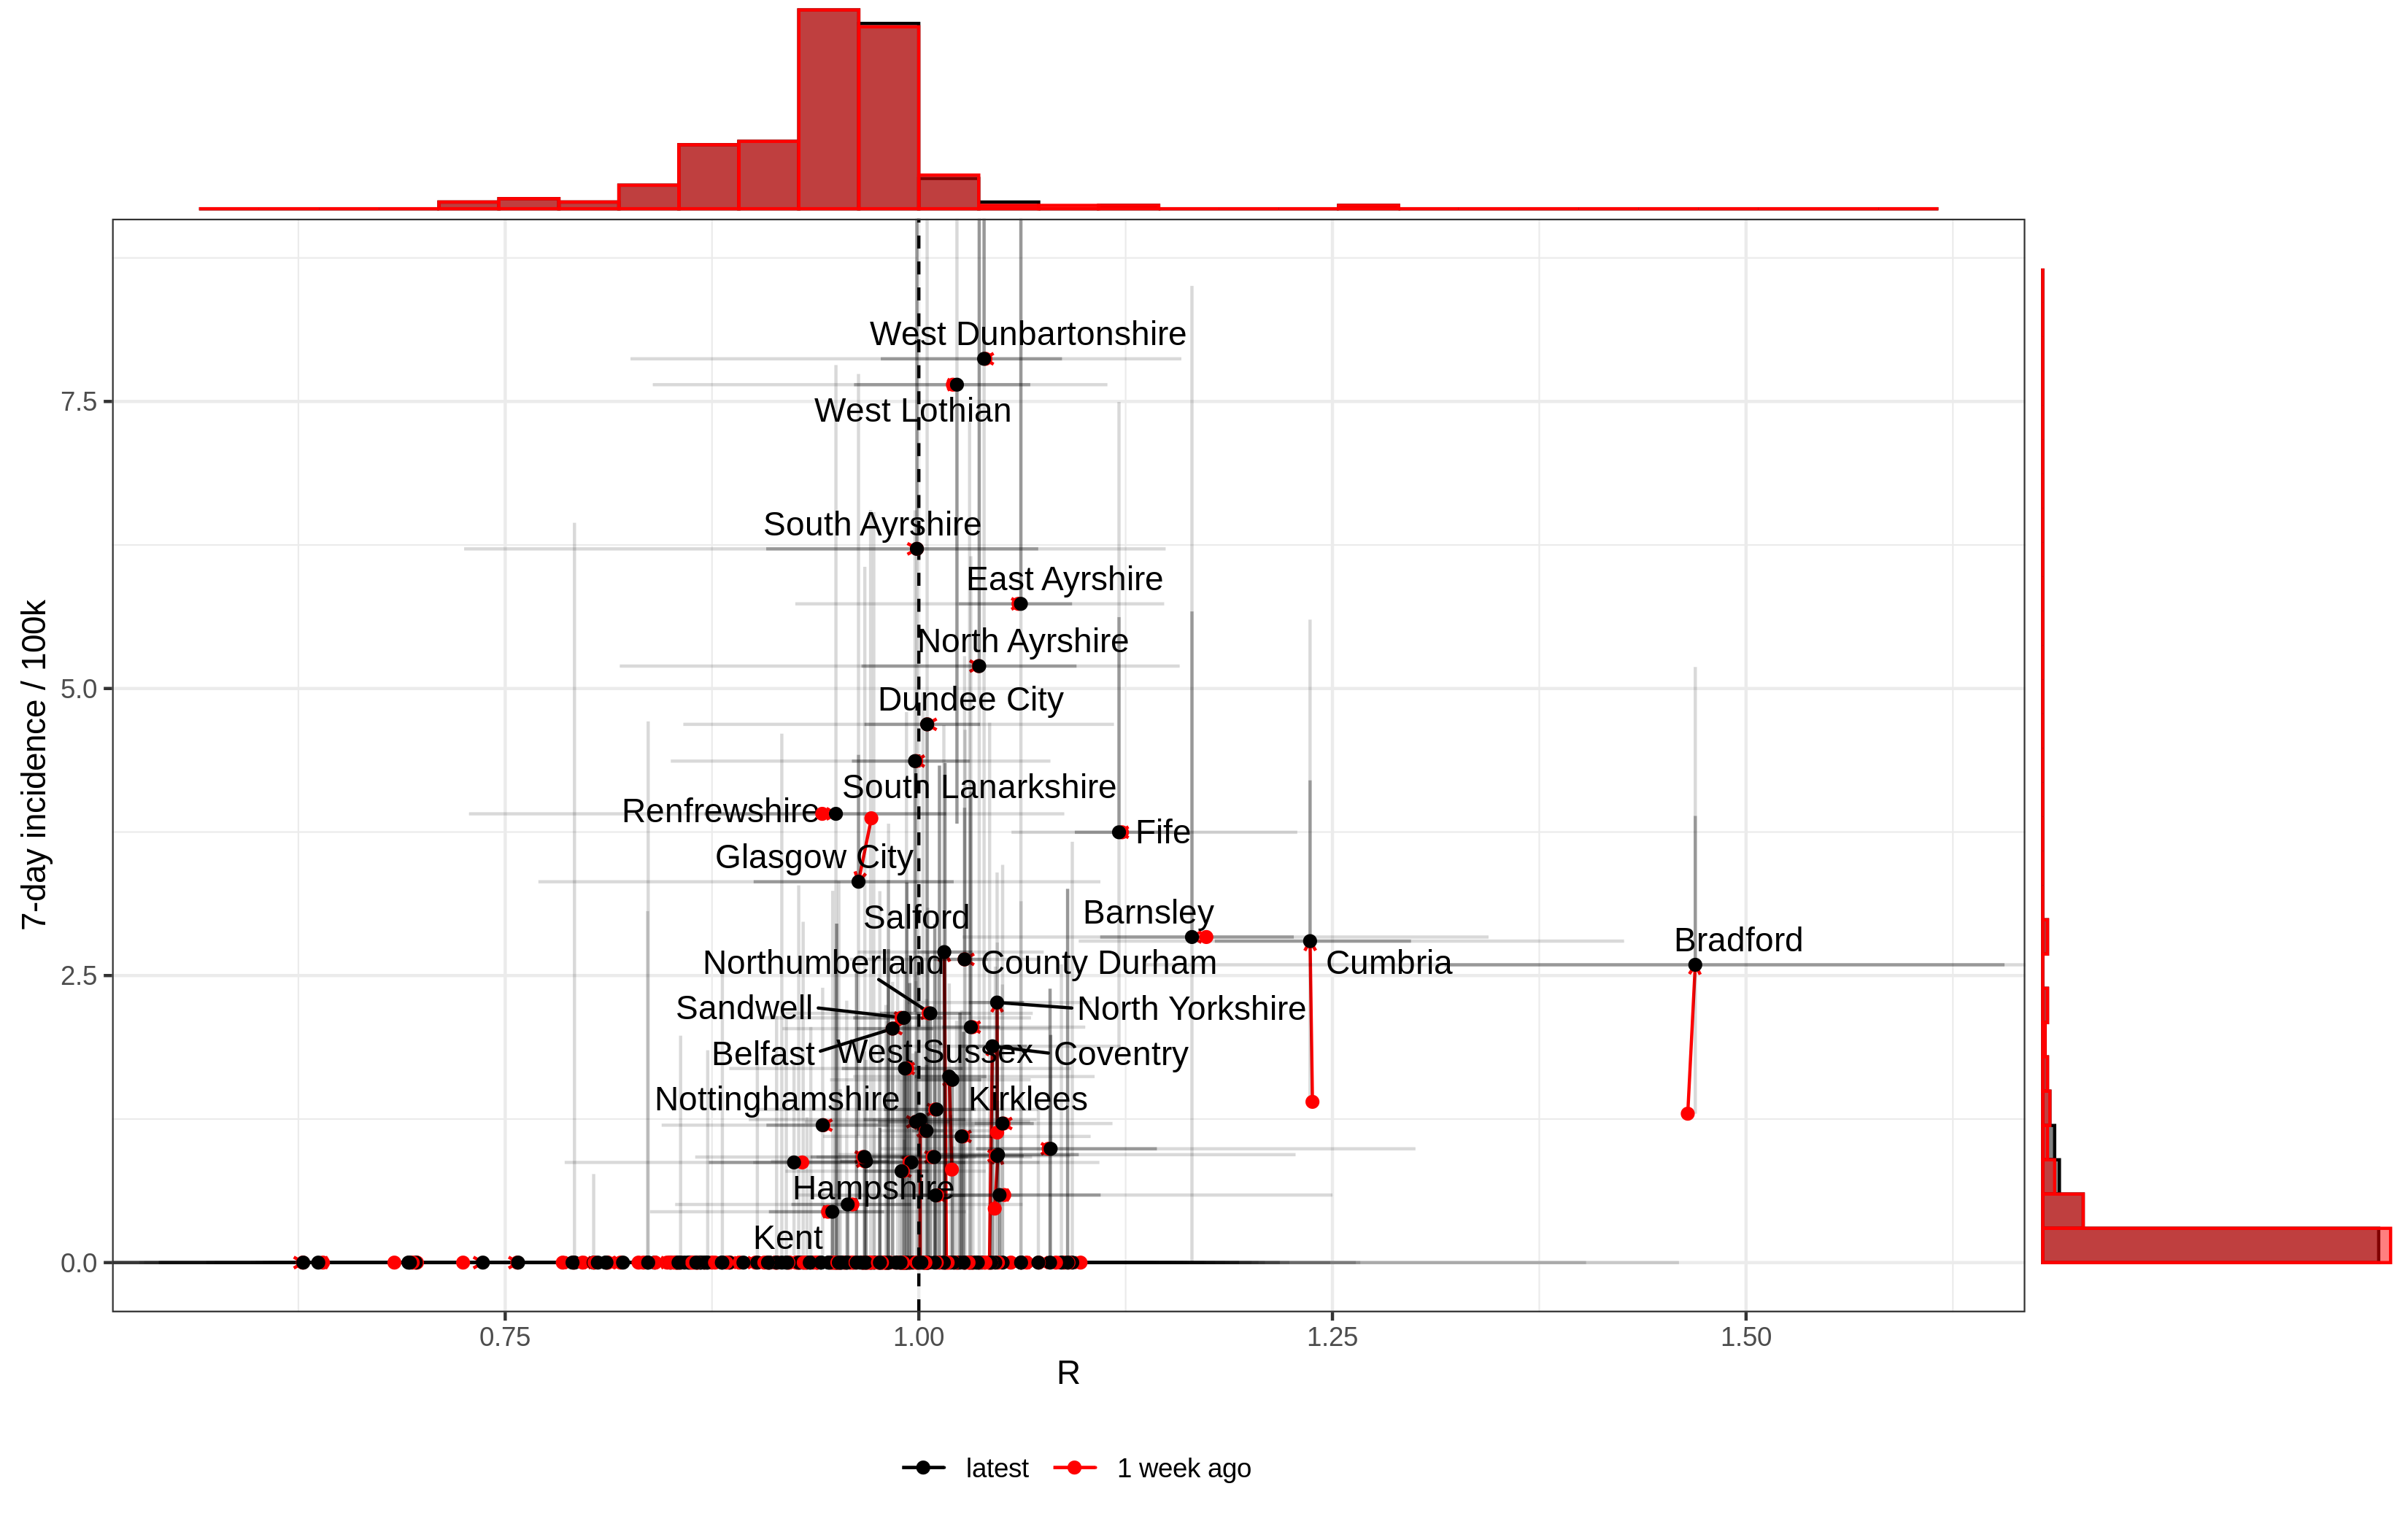 West Dunbartonshire
7.5
West Lothian
South Ayrshire
East Ayrshire
North Ayrshire
5.0
Dundee City
South Lanarkshire
Renfrewshire
Fife
Glasgow City
7-day incidence / 100k
Salford
Barnsley
Bradford
Northumberland
County Durham
Cumbria
2.5
Sandwell
North Yorkshire
Belfast
West Sussex
Coventry
Nottinghamshire
Kirklees
Hampshire
Kent
0.0
0.75
1.00
1.25
1.50
R
latest
1 week ago